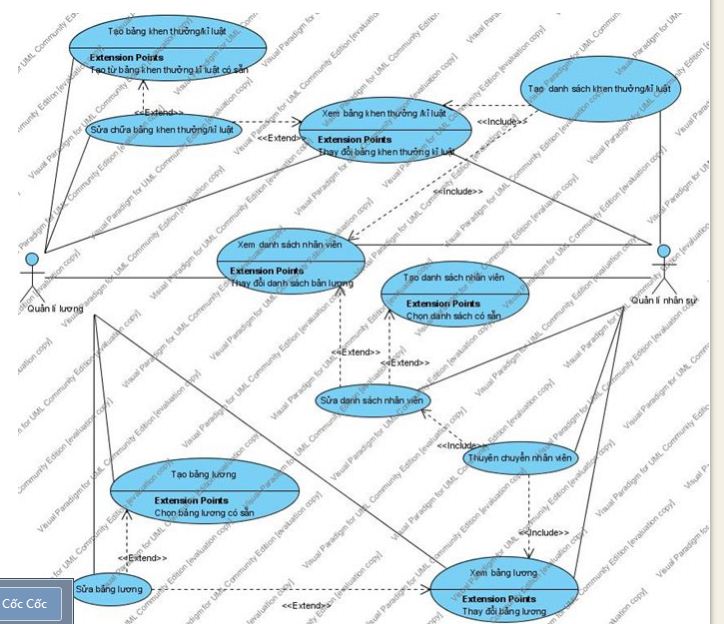 Tạo bảng khen thưởng/kỉ luật
Extension Points
Tạo từ bảng khen thưởng kỉ luật có sẵn
<<Extend>>
Sửa chữa bảng khen thưởng/kỉ luật
<<Extend>>
Xem bảng khen thưởng /kỉ luật
Extension Points
Thay đổi bảng khen thưởng kỉ luật
Tạo danh sách khen thưởng/kỉ luật
<<Include>>
<<Include>>
Xem danh sách nhân viên
Extension Points
Thay đổi danh sách bản lương
Tạo danh sách nhân viên
Extension Points
Chọn danh sách có sẵn
Quản lí lương
Quản lí nhân sự
<<Extend>>
<<Extend>>
Sửa danh sách nhân viên
<<Include>>
Thuyên chuyển nhân viên
Tạo bảng lương
Extension Points
Chọn bảng lương có sẵn
<<Include>>
<<Extend>>
Xem bảng lương
Extension Points
Thay đổi bảng lương
Sửa bảng lương
<<Extend>>
Cốc Cốc
Visual Paradigm for UML Community Edition [evaluation copy]